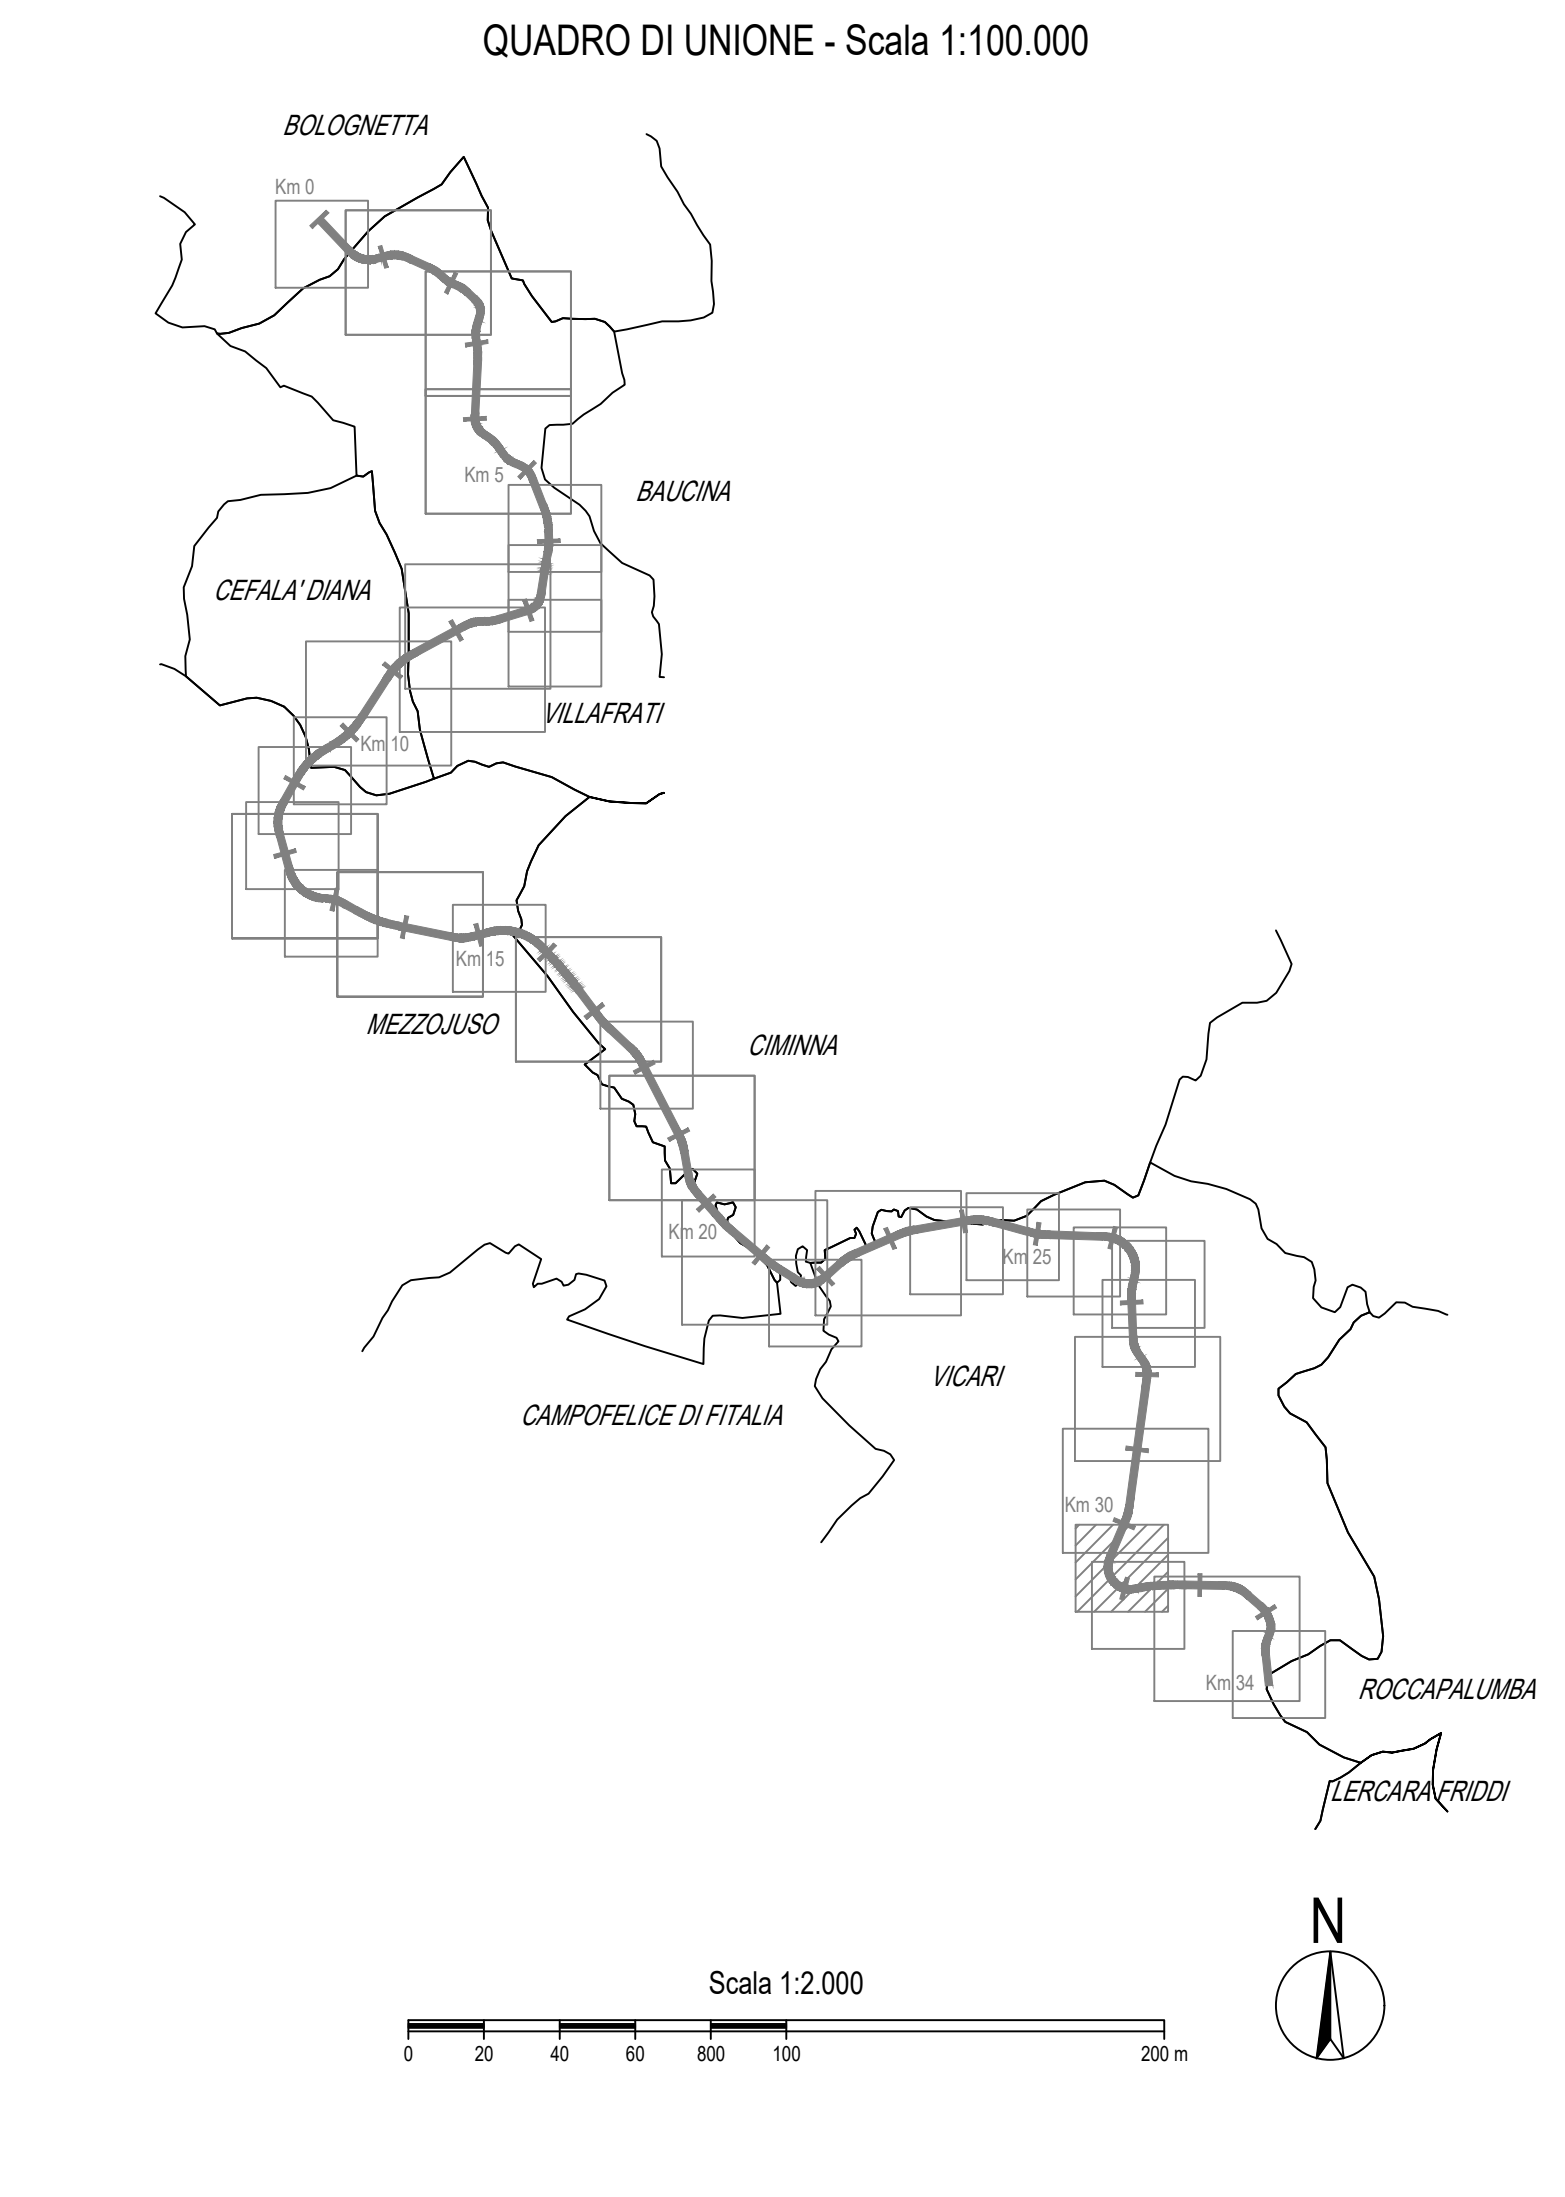 QUADRO DI UNIONE - Scala 1:100.000
BOLOGNETTA
Km 0
Km 5
BAUCINA
CEFALA' DIANA
VILLAFRATI
Km 10
Km 15
MEZZOJUSO
CIMINNA
Km 20
Km 25
VICARI
CAMPOFELICE DI FITALIA
Km 30
Km 34
ROCCAPALUMBA
LERCARA FRIDDI
N
Scala 1:2.000
0 20 40 60 800 100 200 m